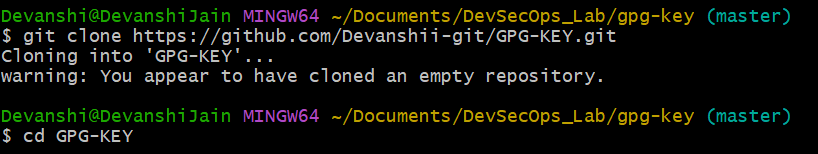 Devanshi@DevanshiJain MINGW64 ~/Documents/DevSecOps_Lab/gpg-key (master)
$ git clone https://github.com/Devanshii-git/GPG-KEY.git
Cloning into 'GPG-KEY'...
warning: You appear to have cloned an empty repository.
Devanshi@DevanshiJain MINGW64 ~/Documents/DevSecOps_Lab/gpg-key (master)
$ cd GPG-KEY